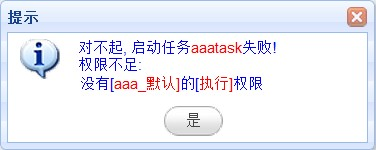 提示
对不起, 启动任务aaatask失败!
权限不足:
没有[aaa_默认]的[执行]权限
是